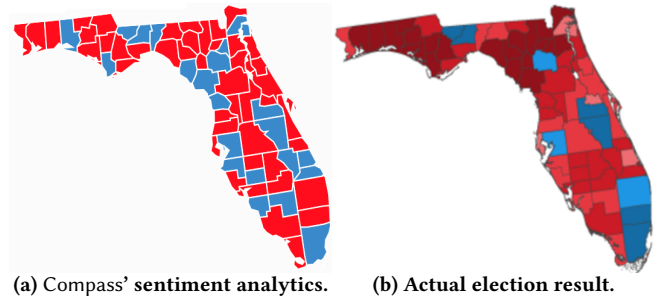 (a) Compass’ sentiment analytics. (b) Actual election result.